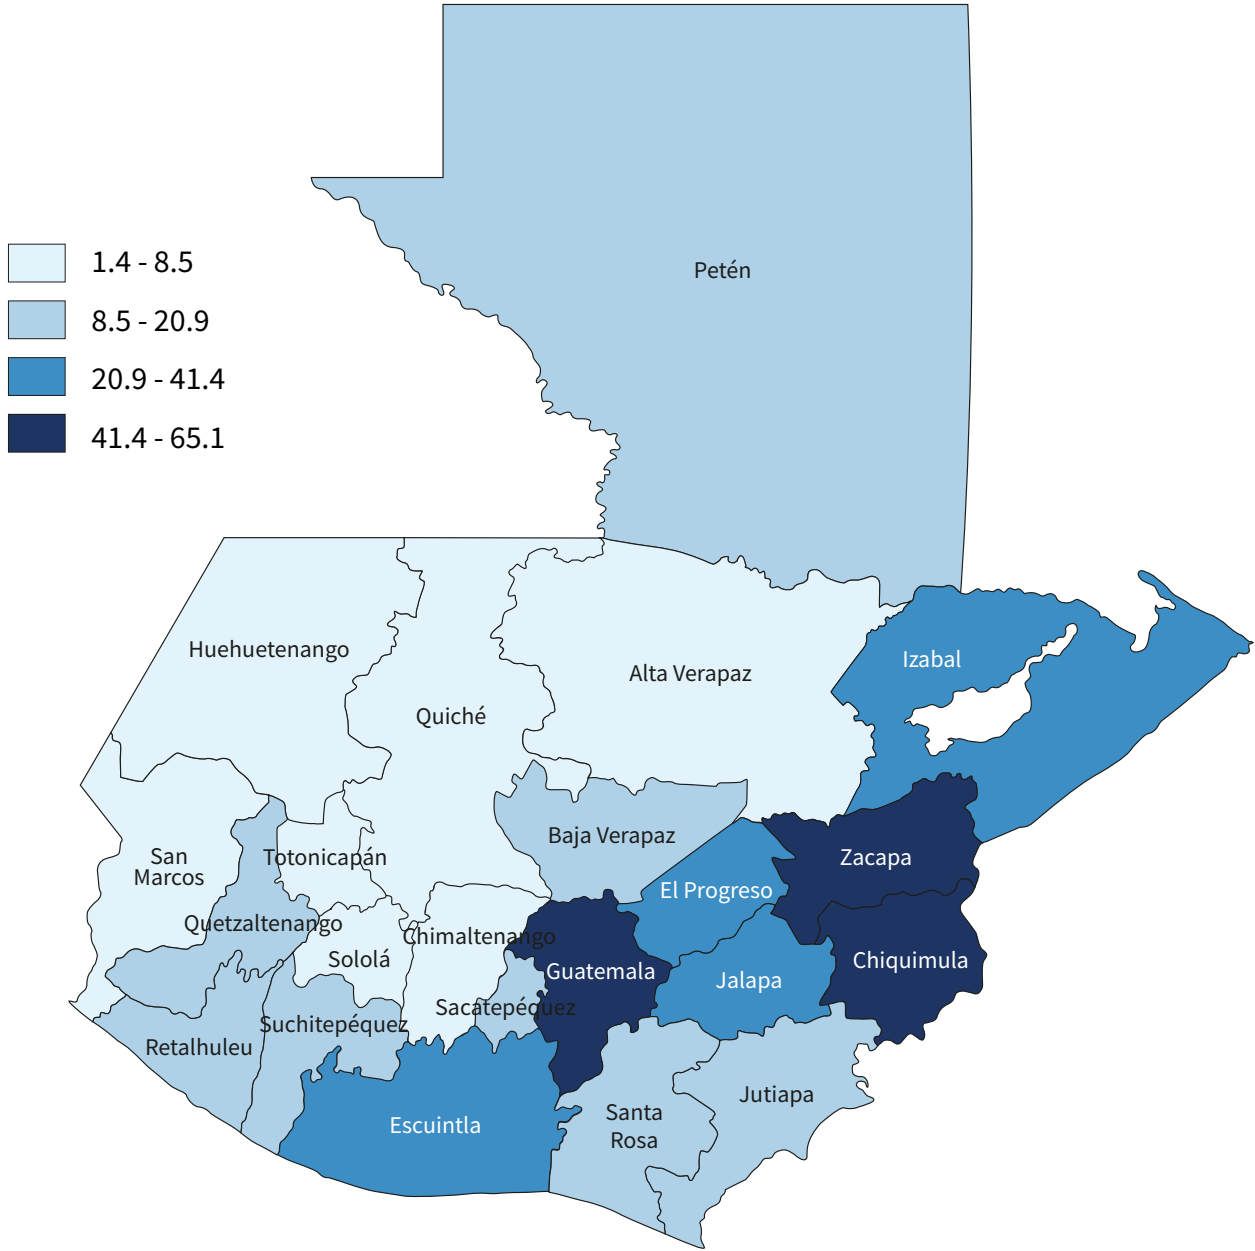 Petén
1.4 - 8.5
8.5 - 20.9
20.9 - 41.4
41.4 - 65.1
Huehuetenango
Izabal
Alta Verapaz
Quiché
Baja Verapaz
San
Marcos
Totonicapán
Zacapa
El Progreso
Quetzaltenango
Chimaltenango
Sololá
Guatemala
Chiquimula
Jalapa
Sacatepéquez
Suchitepéquez
Retalhuleu
Jutiapa
Escuintla
Santa
Rosa